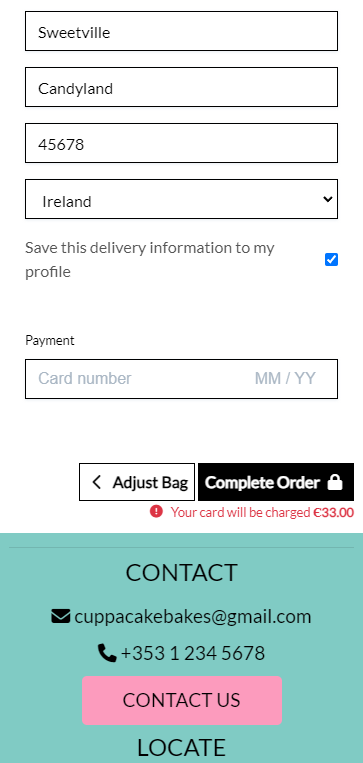 Sweetville
Candyland
45678
Ireland
Save this delivery information to my
profile
Payment
Card number MM / YY
Adjust Bag Complete Order
Your card will be charged €33.00
CONTACT
cuppacakebakes@gmail.com
+353 1 234 5678
CONTACT US
LOCATE